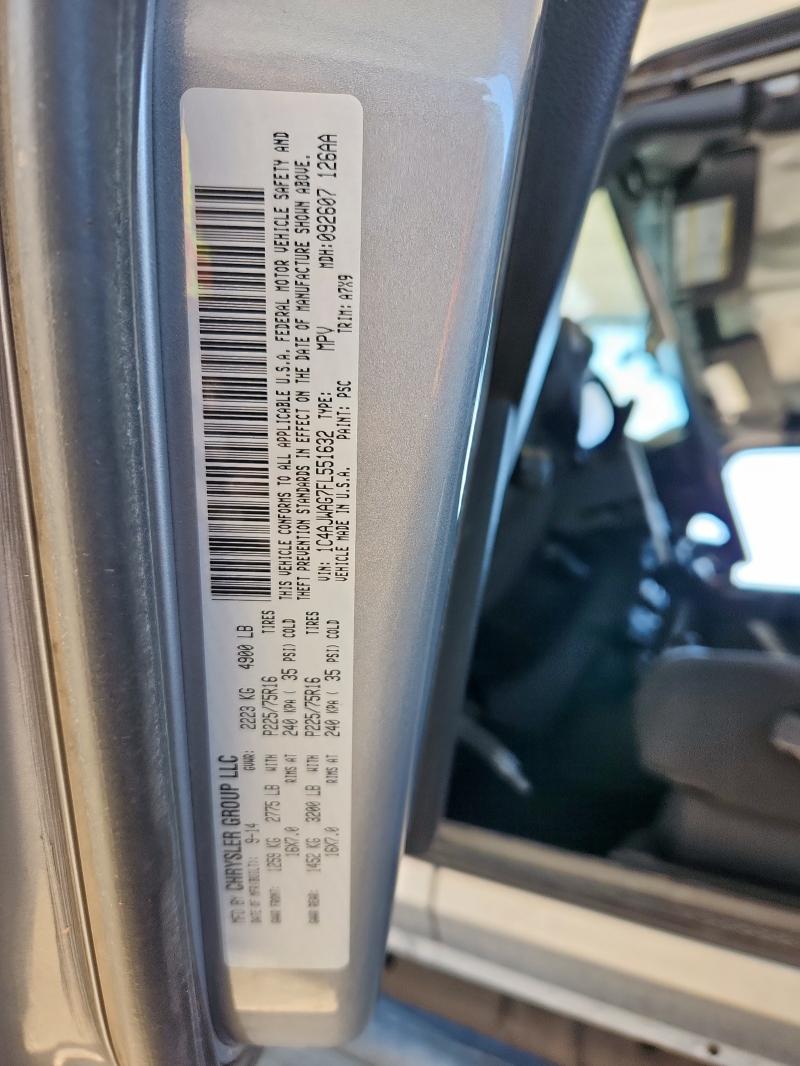 MFD BY CHRYSLER GROUP LLC
DATE OF MFR(BUILT): 9-14 GVWR: 2223 KG 4900 LB
GAWR FRONT: 1259 KG 2775 LB WITH P225/75R16 TIRES
16X7.0 RIMS AT 240 KPA ( 35 PSI) COLD
GAWR REAR: 1452 KG 3200 LB WITH P225/75R16 TIRES
16X7.0 RIMS AT 240 KPA ( 35 PSI) COLD
THIS VEHICLE CONFORMS TO ALL APPLICABLE U.S.A. FEDERAL MOTOR VEHICLE SAFETY AND
THEFT PREVENTION STANDARDS IN EFFECT ON THE DATE OF MANUFACTURE SHOWN ABOVE.
VIN: 1C4AJWAG7FL551632 TYPE: MPV MDH:092607 126AA
VEHICLE MADE IN U.S.A. PAINT: PSC TRIM: A7X9